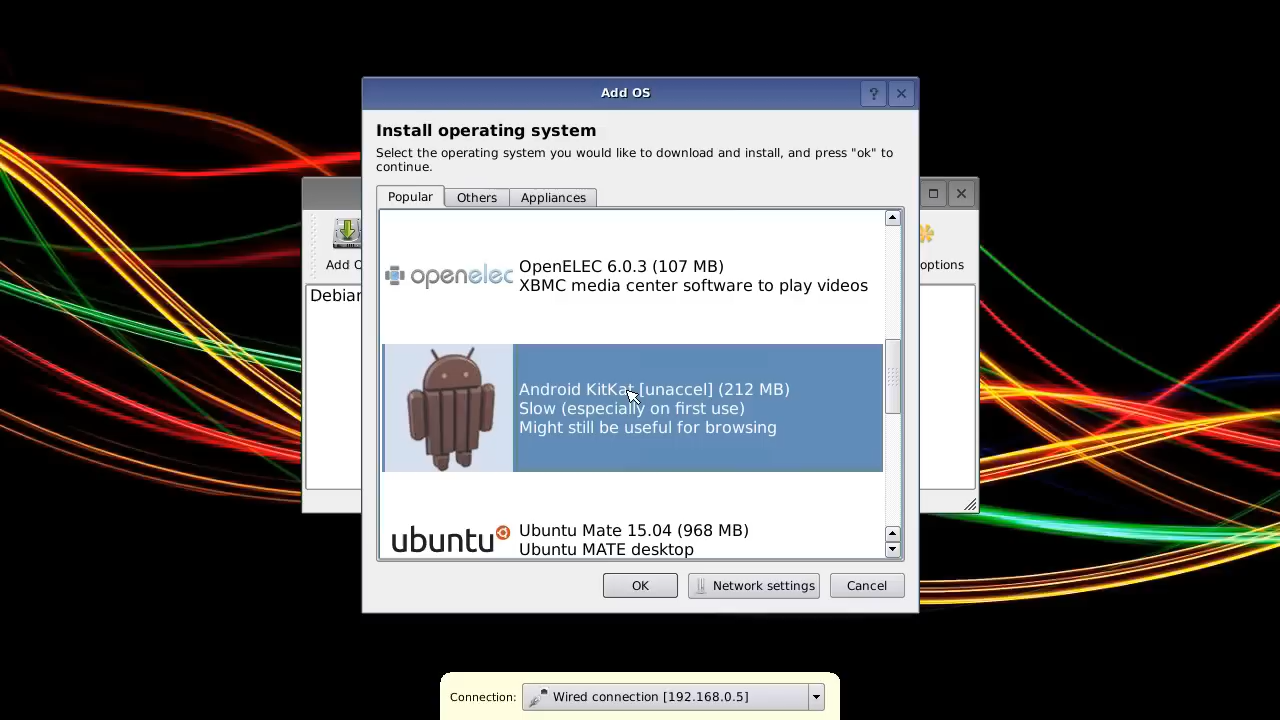 Add OS
?
Install operating system
Select the operating system you would like to download and install, and press "ok" to
continue.
Popular
Others
Appliances
Add O
options
Debian
openelec
OpenELEC 6.0.3 (107 MB)
XBMC media center software to play videos
Android KitKat [unaccel] (212 MB)
Slow (especially on first use)
Might still be useful for browsing
ubuntu
Ubuntu Mate 15.04 (968 MB)
Ubuntu MATE desktop
OK
Network settings
Cancel
Connection:
Wired connection [192.168.0.5]